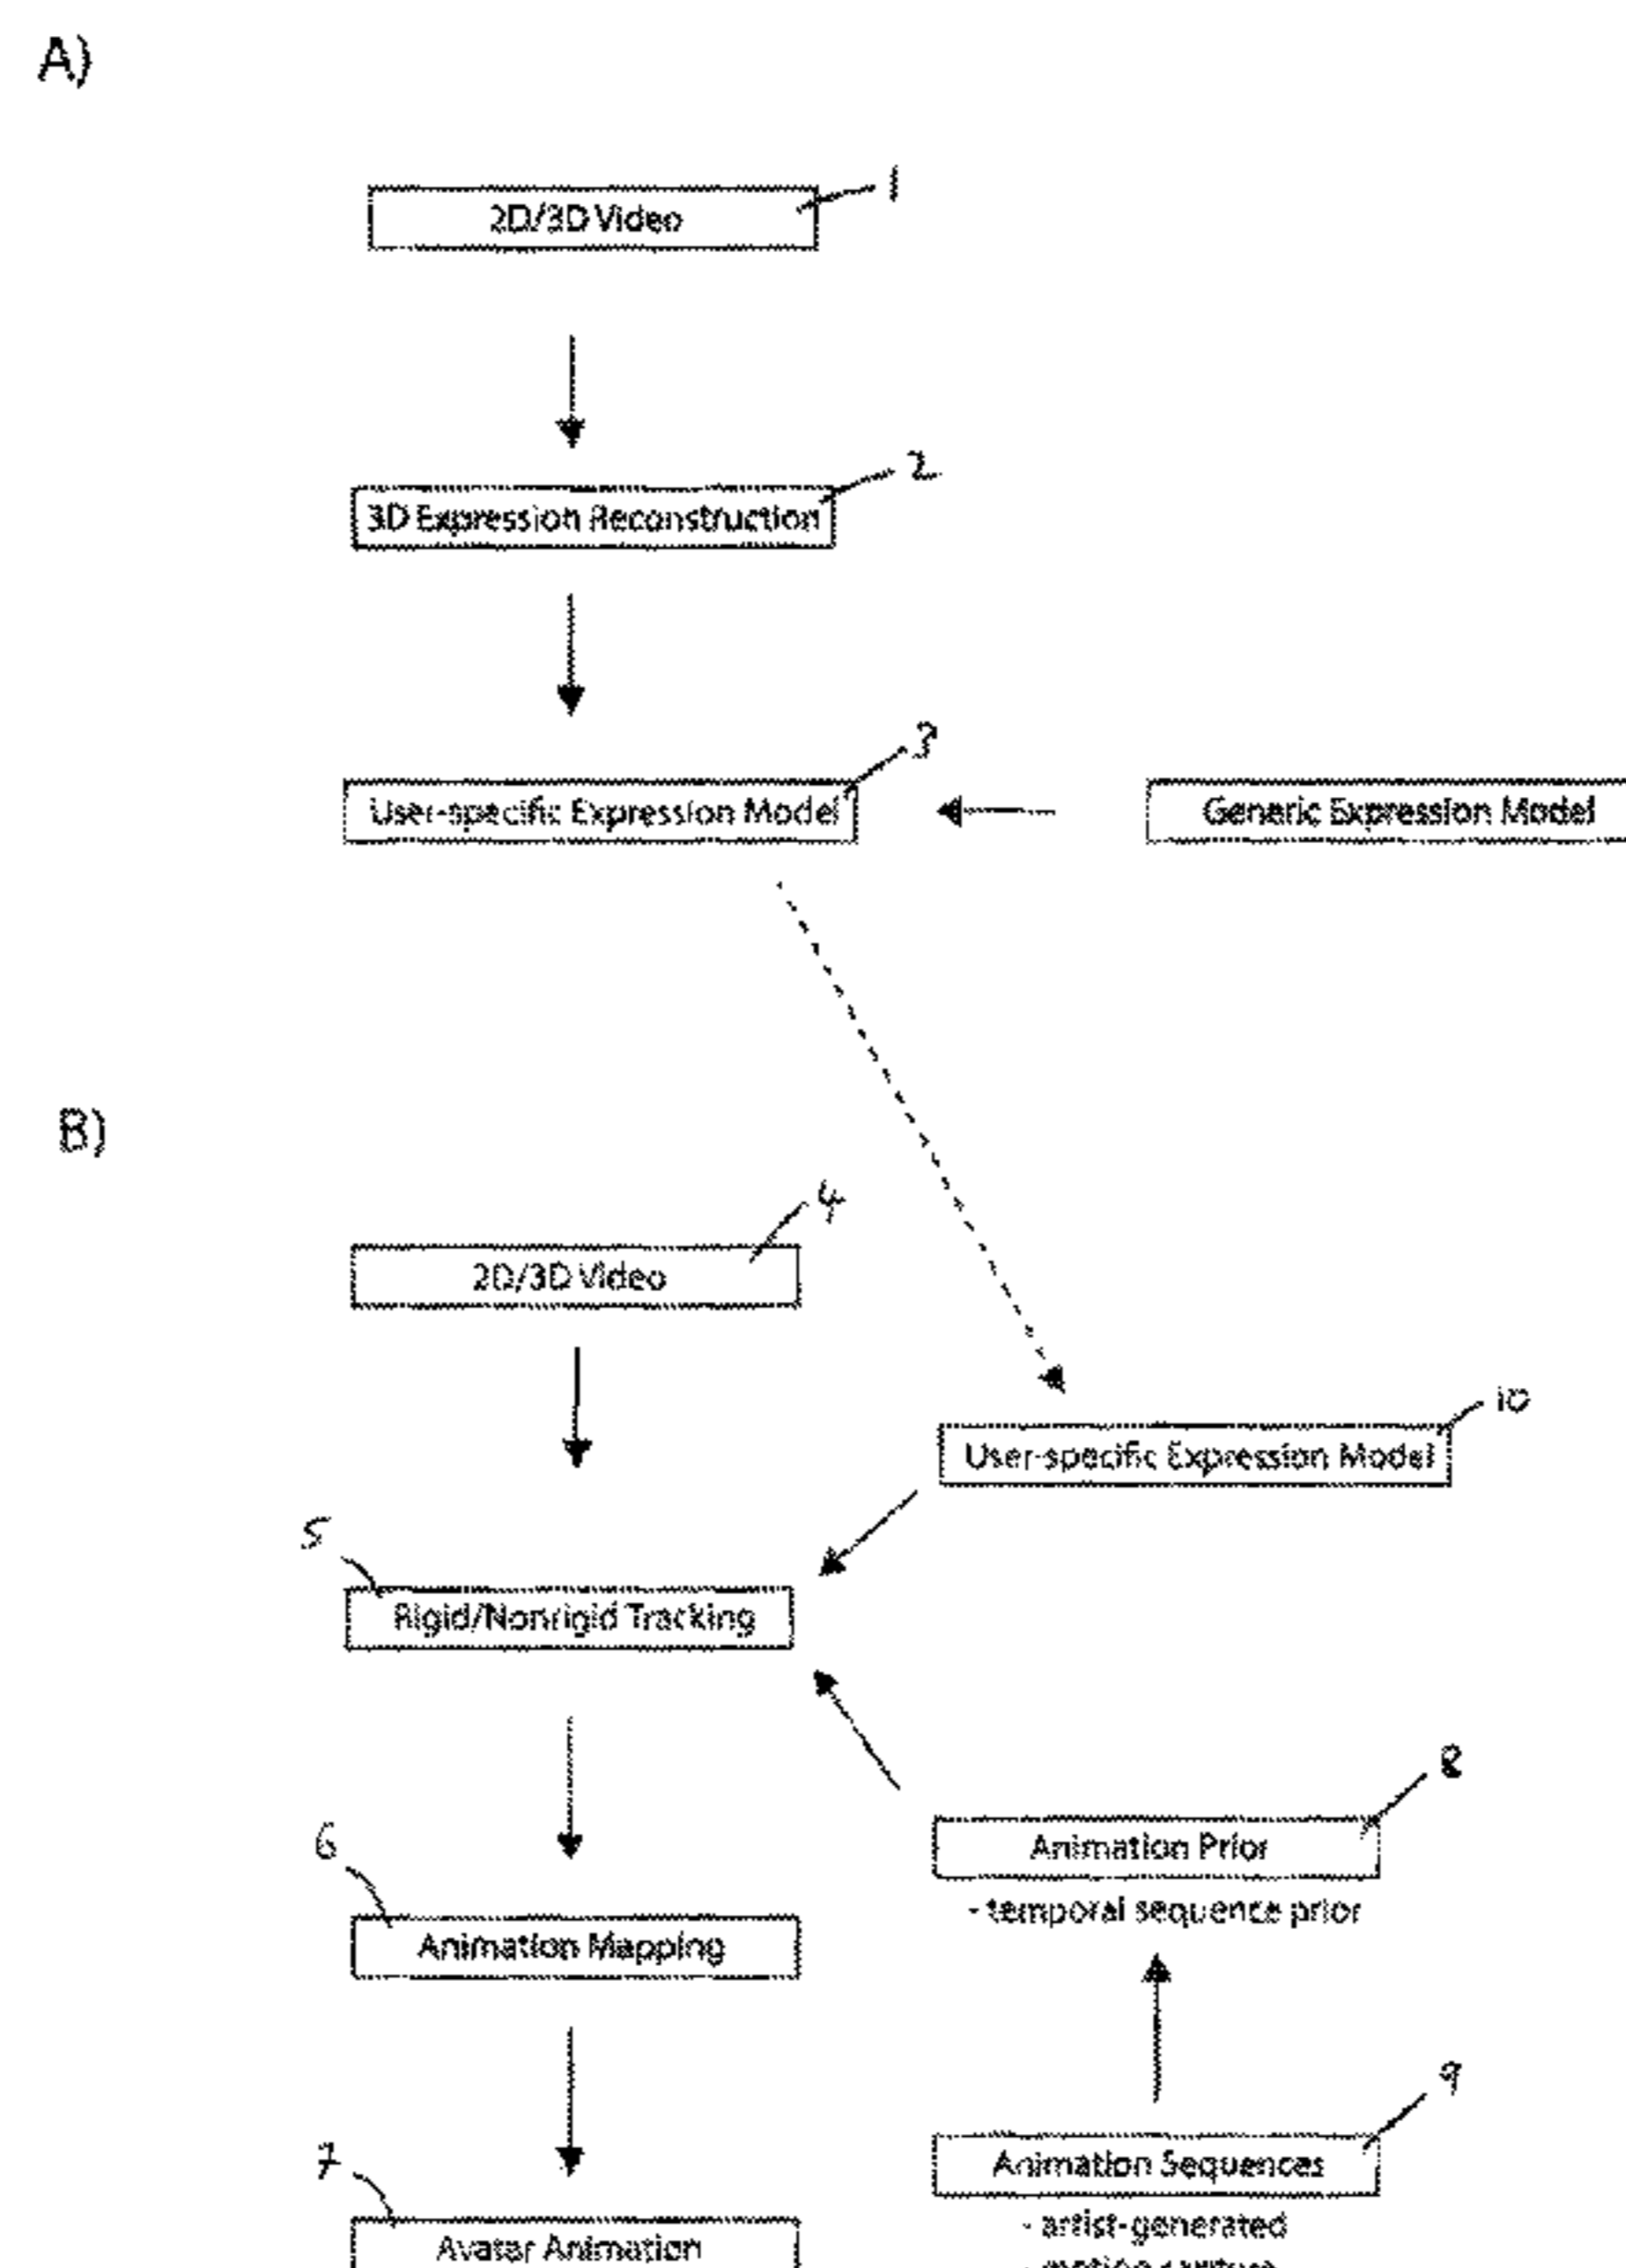 A)
1
2D/3D Video
2
3D Expression Reconstruction
3
User-specific Expression Model
Generic Expression Model
B)
4
2D/3D Video
10
User-specific Expression Model
5
Rigid/Nonrigid Tracking
8
Animation Prior
- temporal sequence prior
6
Animation Mapping
9
Animation Sequences
- artist-generated
7
Avatar Animation